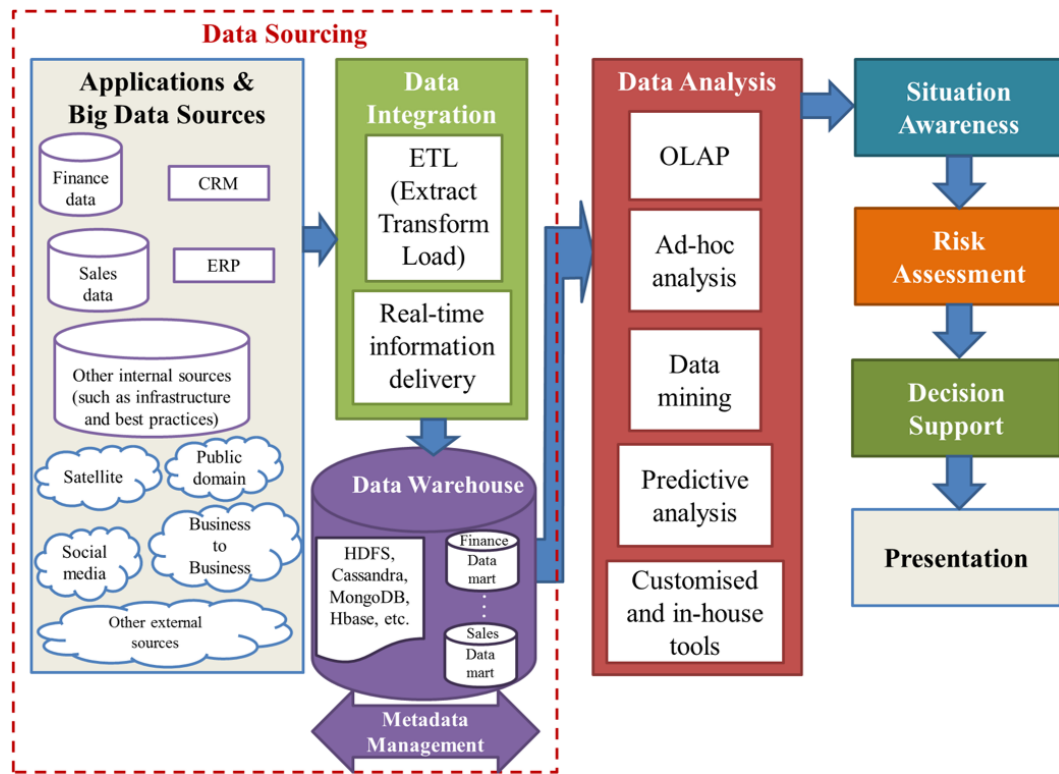 Data Sourcing
Applications &
Big Data Sources
Finance
data
CRM
Sales
data
ERP
Other internal sources
(such as infrastructure
and best practices)
Satellite
Public
domain
Social
media
Business
to
Business
Other external
sources
Data
Integration
ETL
(Extract
Transform
Load)
Real-time
information
delivery
Data Warehouse
HDFS,
Cassandra,
MongoDB,
Hbase, etc.
Finance
Data
mart
Sales
Data
mart
Metadata
Management
Data Analysis
OLAP
Ad-hoc
analysis
Data
mining
Predictive
analysis
Customised
and in-house
tools
Situation
Awareness
Risk
Assessment
Decision
Support
Presentation